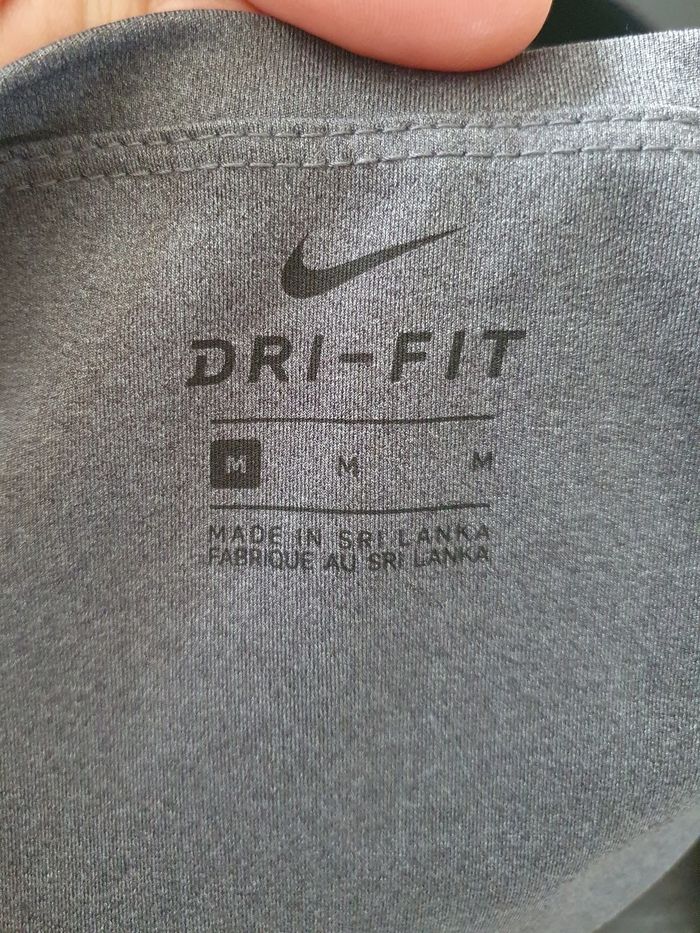 DRI-FIT
M M M
MADE IN SRI LANKA
FABRIQUE AU SRI LANKA